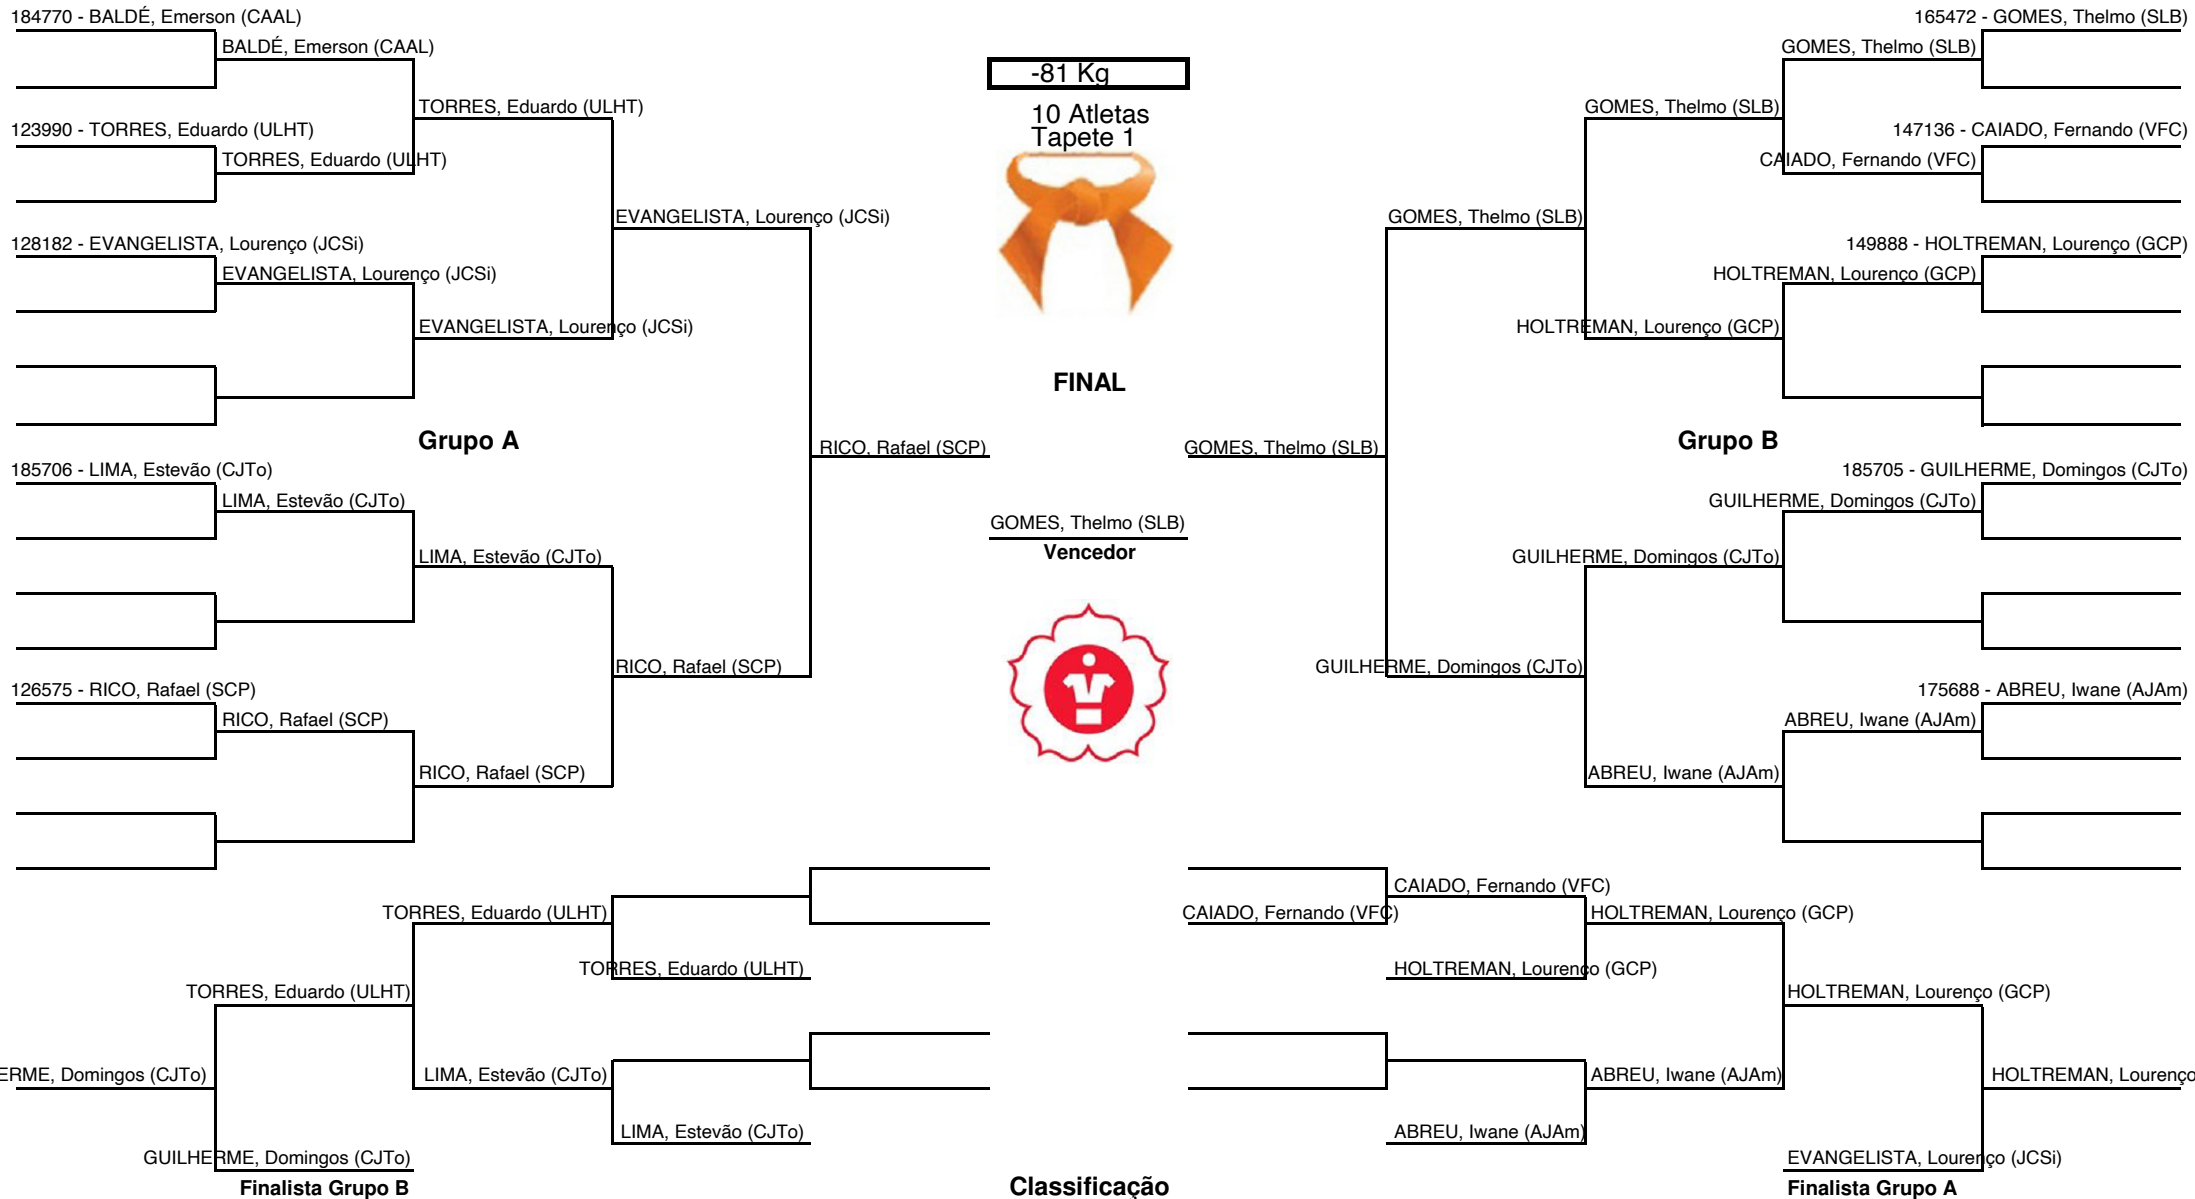 184770 - BALDÉ, Emerson (CAAL)
BALDÉ, Emerson (CAAL)
TORRES, Eduardo (ULHT)
123990 - TORRES, Eduardo (ULHT)
TORRES, Eduardo (ULHT)
EVANGELISTA, Lourenço (JCSi)
128182 - EVANGELISTA, Lourenço (JCSi)
EVANGELISTA, Lourenço (JCSi)
EVANGELISTA, Lourenço (JCSi)
Grupo A
RICO, Rafael (SCP)
185706 - LIMA, Estevão (CJTo)
LIMA, Estevão (CJTo)
LIMA, Estevão (CJTo)
RICO, Rafael (SCP)
126575 - RICO, Rafael (SCP)
RICO, Rafael (SCP)
RICO, Rafael (SCP)
-81 Kg
10 Atletas
Tapete 1
FINAL
GOMES, Thelmo (SLB)
Vencedor
165472 - GOMES, Thelmo (SLB)
GOMES, Thelmo (SLB)
GOMES, Thelmo (SLB)
147136 - CAIADO, Fernando (VFC)
CAIADO, Fernando (VFC)
GOMES, Thelmo (SLB)
149888 - HOLTREMAN, Lourenço (GCP)
HOLTREMAN, Lourenço (GCP)
HOLTREMAN, Lourenço (GCP)
Grupo B
GOMES, Thelmo (SLB)
185705 - GUILHERME, Domingos (CJTo)
GUILHERME, Domingos (CJTo)
GUILHERME, Domingos (CJTo)
GUILHERME, Domingos (CJTo)
175688 - ABREU, Iwane (AJAm)
ABREU, Iwane (AJAm)
ABREU, Iwane (AJAm)
TORRES, Eduardo (ULHT)
TORRES, Eduardo (ULHT)
TORRES, Eduardo (ULHT)
ERME, Domingos (CJTo)
LIMA, Estevão (CJTo)
LIMA, Estevão (CJTo)
GUILHERME, Domingos (CJTo)
Finalista Grupo B
Classificação
CAIADO, Fernando (VFC)
CAIADO, Fernando (VFC)
HOLTREMAN, Lourenço (GCP)
HOLTREMAN, Lourenço (GCP)
HOLTREMAN, Lourenço (GCP)
ABREU, Iwane (AJAm)
HOLTREMAN, Lourenço
ABREU, Iwane (AJAm)
EVANGELISTA, Lourenço (JCSi)
Finalista Grupo A